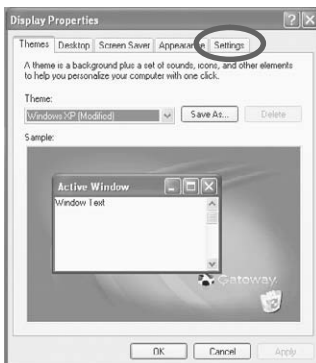 Display Properties
Themes Desktop Screen Saver Appearance Settings
A theme is a background plus a set of sounds, icons, and other elements
to help you personalize your computer with one click.
Theme:
Windows XP (Modified) Save As... Delete
Sample:
Active Window
Window Text
Gateway
OK Cancel Apply